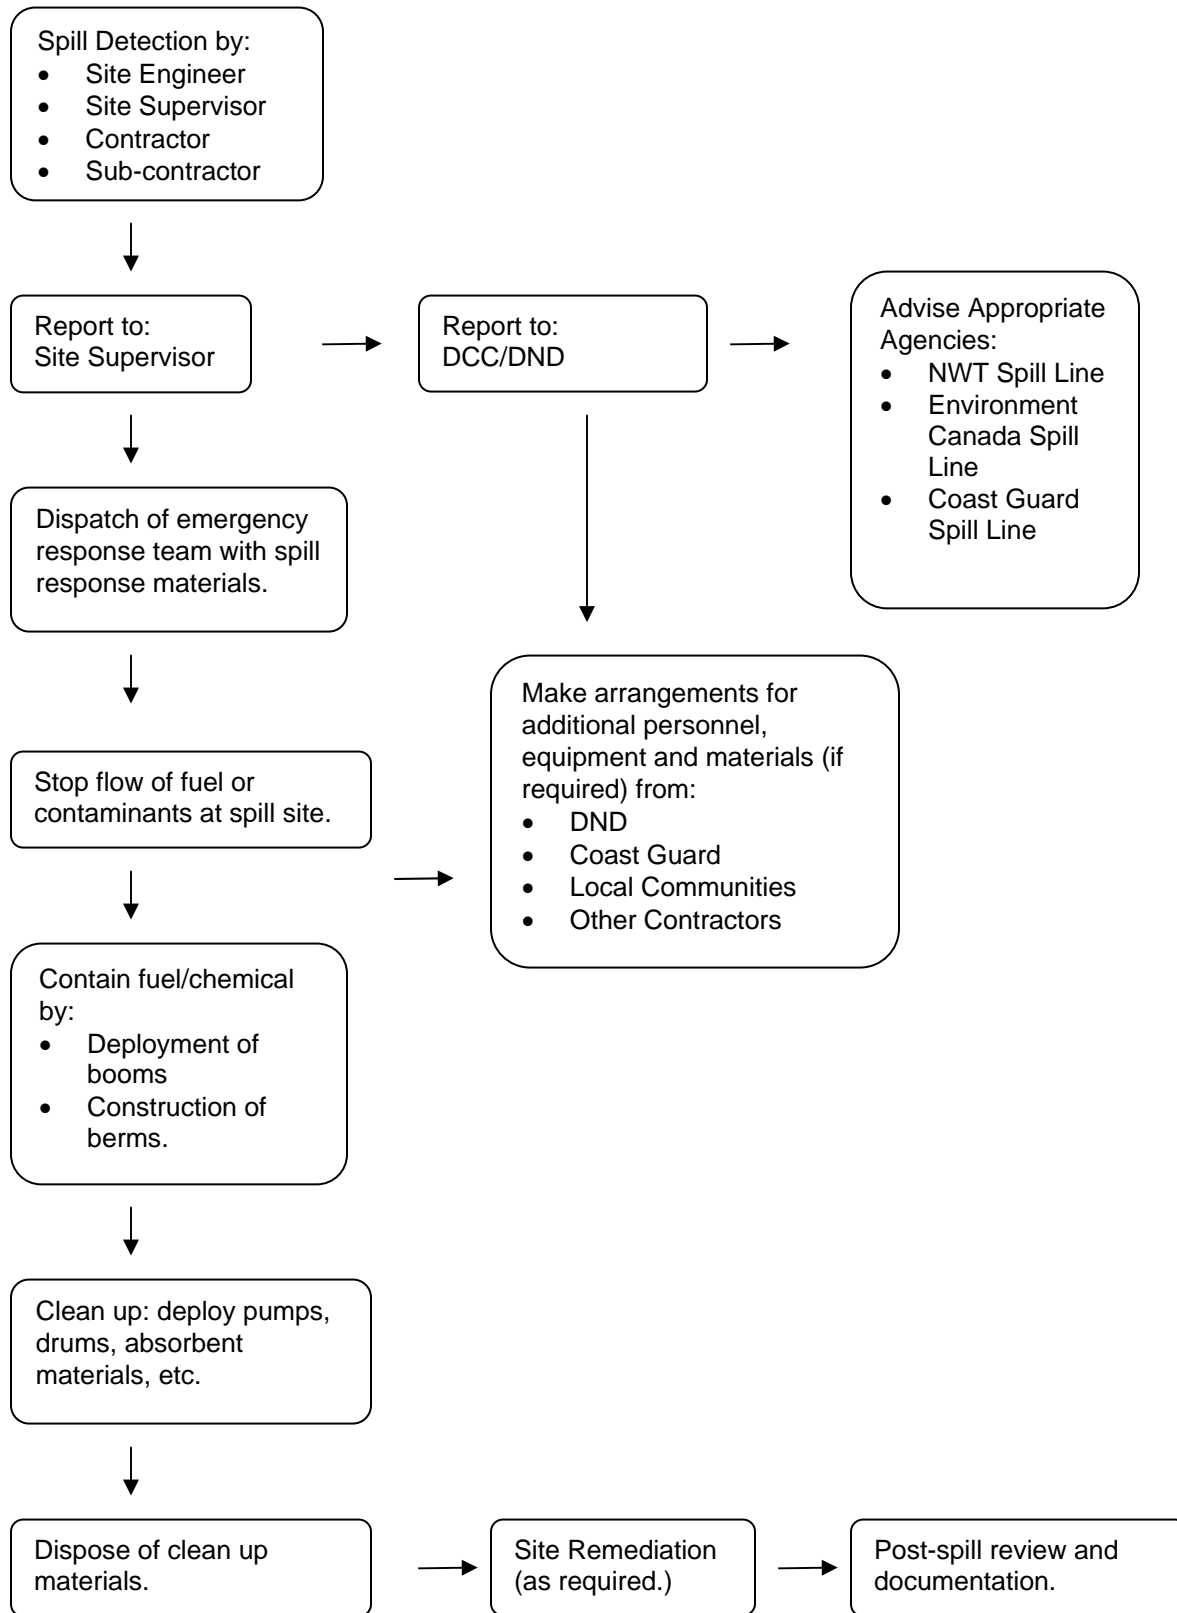 Spill Detection by:
• Site Engineer
• Site Supervisor
• Contractor
• Sub-contractor
Report to:
Site Supervisor
Report to:
DCC/DND
Advise Appropriate
Agencies:
• NWT Spill Line
• Environment
Canada Spill
Line
• Coast Guard
Spill Line
Dispatch of emergency
response team with spill
response materials.
Make arrangements for
additional personnel,
equipment and materials (if
required) from:
• DND
• Coast Guard
• Local Communities
• Other Contractors
Stop flow of fuel or
contaminants at spill site.
Contain fuel/chemical
by:
• Deployment of
booms
• Construction of
berms.
Clean up: deploy pumps,
drums, absorbent
materials, etc.
Dispose of clean up
materials.
Site Remediation
(as required.)
Post-spill review and
documentation.